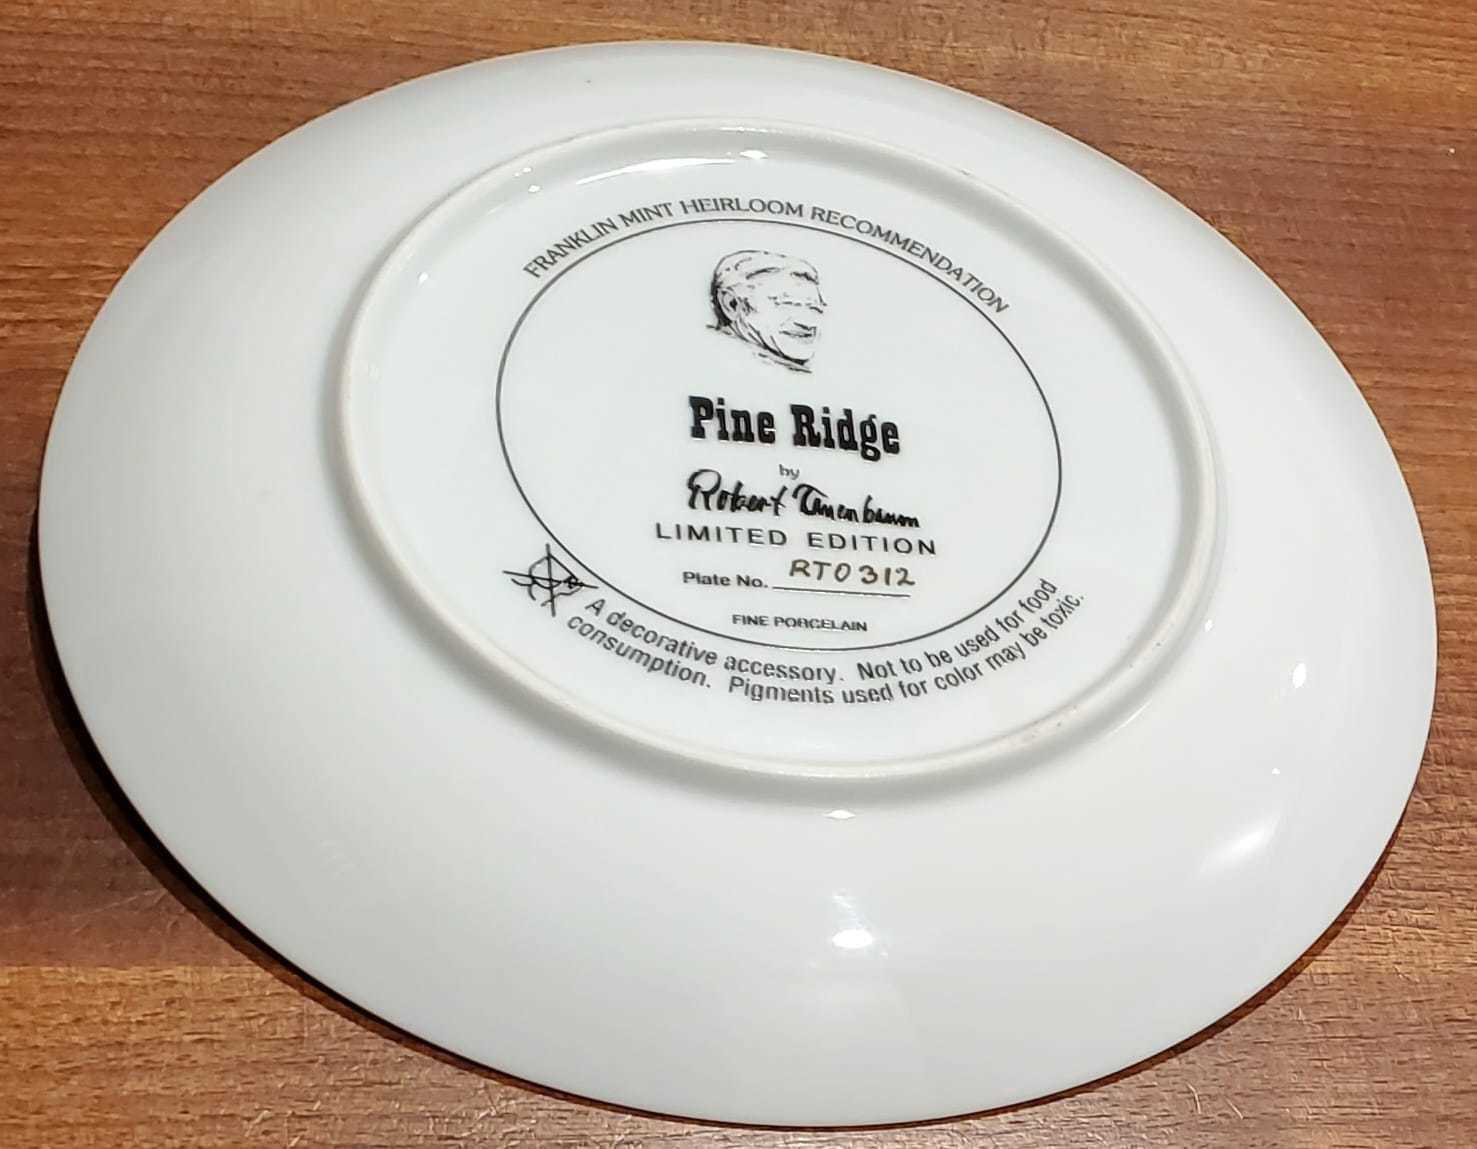 FRANKLIN MINT HEIRLOOM RECOMMENDATION
Pine Ridge
by
Robert Tanenbaum
LIMITED EDITION
Plate No. RT0312
FINE PORCELAIN
A decorative accessory. Not to be used for food
consumption. Pigments used for color may be toxic.